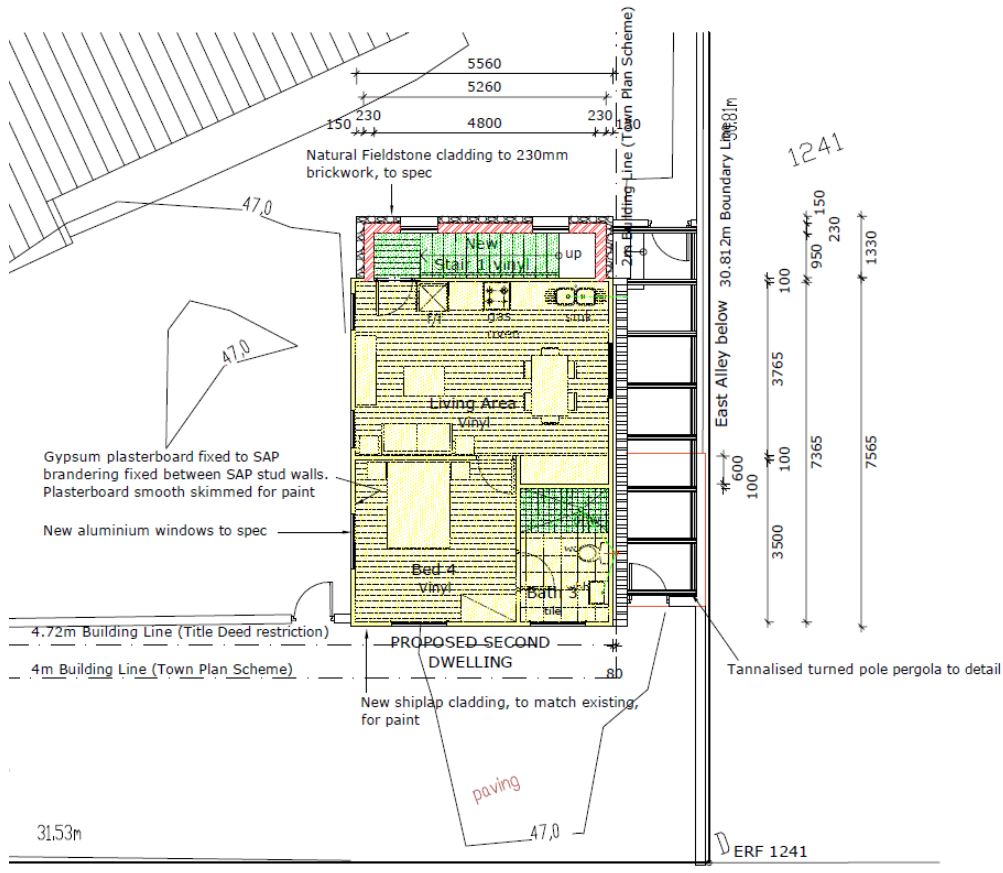 5560
5260
230
230
150
4800
150
2m Building Line (Town Plan Scheme)
30.81m
1241
Natural Fieldstone cladding to 230mm
brickwork, to spec
47,0
New
Stair 1 vinyl
up
East Alley below
30.812m Boundary Line
150
230
950
1330
100
f/f
gas
oven
sink
47,0
3765
Living Area
Vinyl
Gypsum plasterboard fixed to SAP
brandering fixed between SAP stud walls.
Plasterboard smooth skimmed for paint
600
100
100
7365
7565
New aluminium windows to spec
3500
wc
Bed 4
Vinyl
Bath 3
tile
4.72m Building Line (Title Deed restriction)
PROPOSED SECOND
DWELLING
4m Building Line (Town Plan Scheme)
80
Tannalised turned pole pergola to detail
New shiplap cladding, to match existing,
for paint
paving
31.53m
47,0
D
ERF 1241